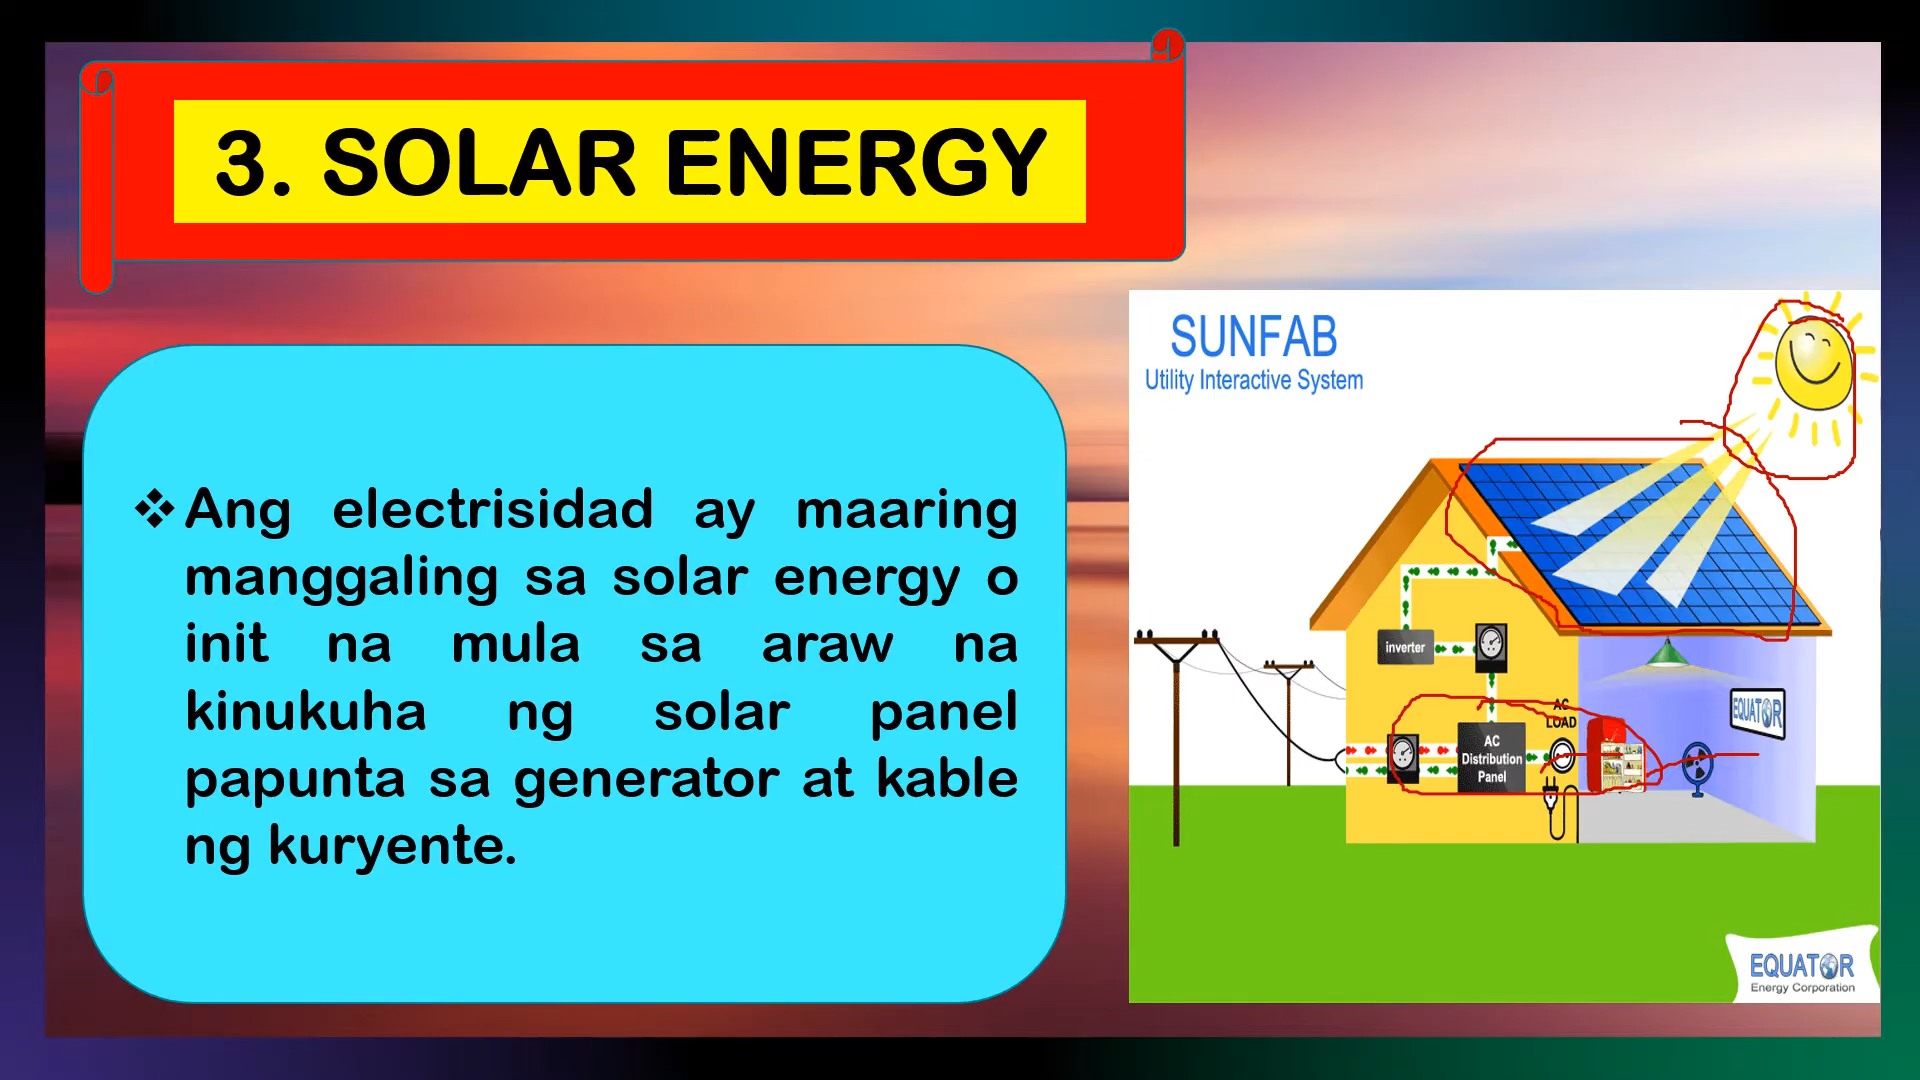 3. SOLAR ENERGY
❖Ang electrisidad ay maaring
manggaling sa solar energy o
init na mula sa araw na
kinukuha ng solar panel
papunta sa generator at kable
ng kuryente.
SUNFAB
Utility Interactive System
inverter
AC
LOAD
AC
Distribution
Panel
EQUATOR
EQUATOR
Energy Corporation